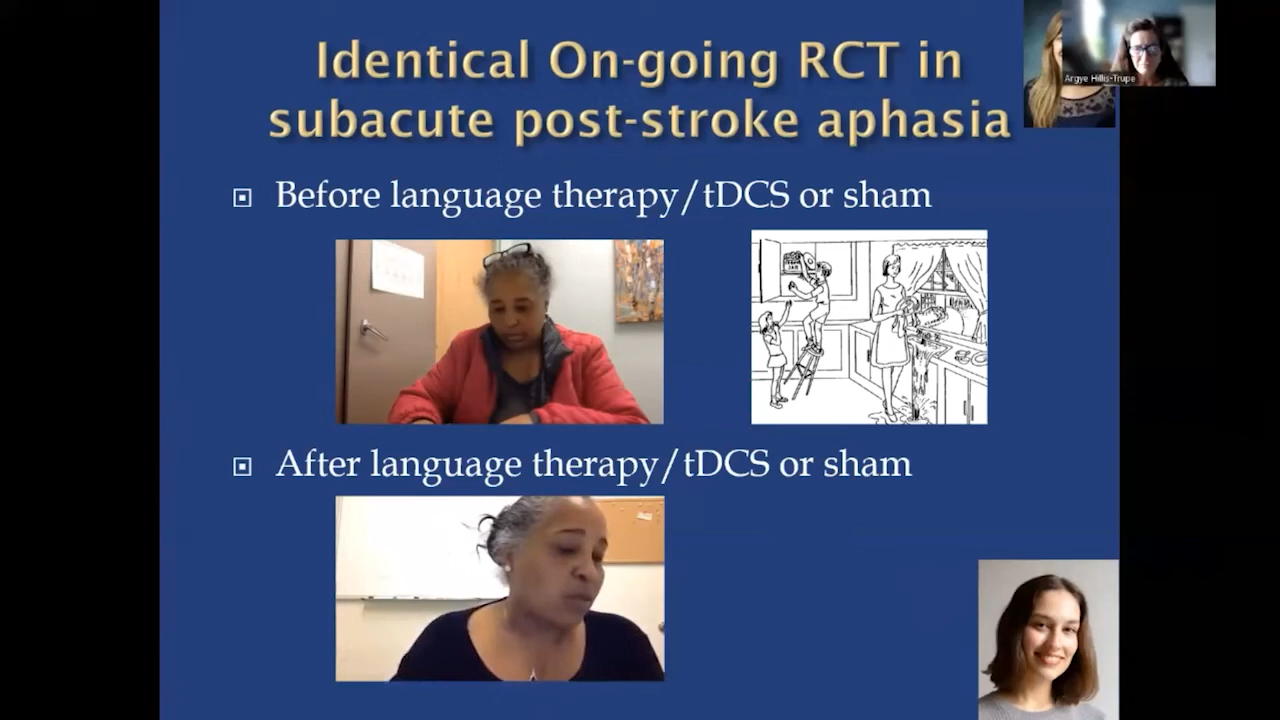 Identical On-going RCT in
subacute post-stroke aphasia
Argye Hillis-Trupe
Before language therapy/tDCS or sham
After language therapy/tDCS or sham